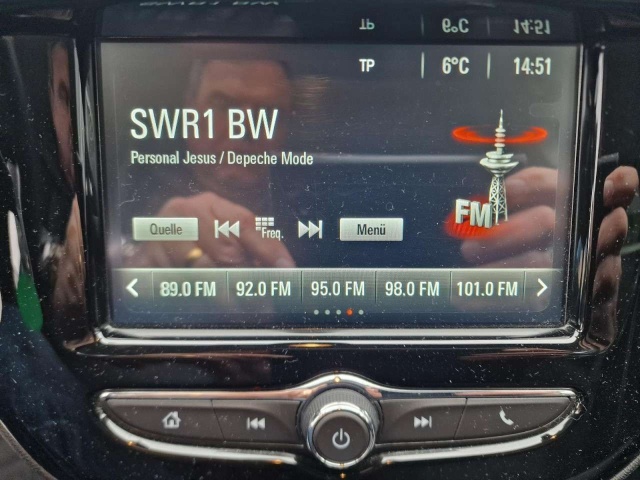 TP 6°C 14:51
SWR1 BW
Personal Jesus / Depeche Mode
FM
Quelle Freq. Menü
89.0 FM 92.0 FM 95.0 FM 98.0 FM 101.0 FM